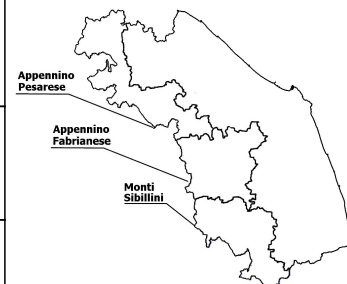 Appennino
Pesarese
Appennino
Fabrianese
Monti
Sibillini